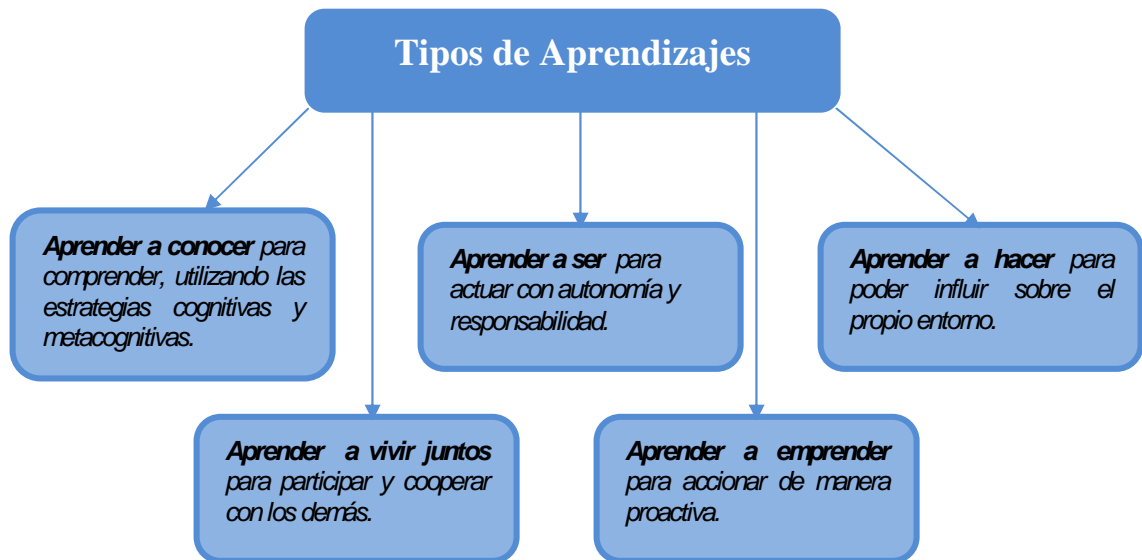 Tipos de Aprendizajes
Aprender a conocer para
comprender, utilizando las
estrategias cognitivas y
metacognitivas.
Aprender a ser para
actuar con autonomía y
responsabilidad.
Aprender a hacer para
poder influir sobre el
propio entorno.
Aprender a vivir juntos
para participar y cooperar
con los demás.
Aprender a emprender
para accionar de manera
proactiva.